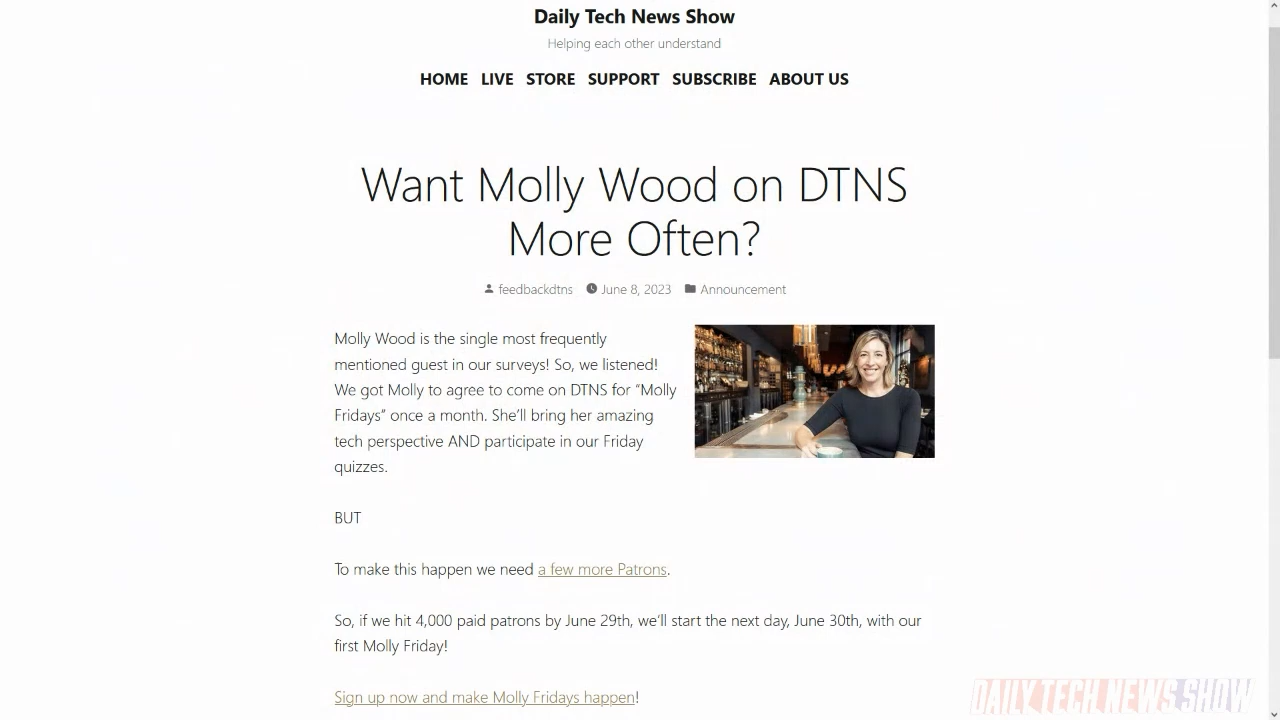 Daily Tech News Show
Helping each other understand
HOME LIVE STORE SUPPORT SUBSCRIBE ABOUT US
Want Molly Wood on DTNS
More Often?
feedbackdtns June 8, 2023 Announcement
Molly Wood is the single most frequently
mentioned guest in our surveys! So, we listened!
We got Molly to agree to come on DTNS for “Molly
Fridays” once a month. She’ll bring her amazing
tech perspective AND participate in our Friday
quizzes.
BUT
To make this happen we need a few more Patrons.
So, if we hit 4,000 paid patrons by June 29th, we’ll start the next day, June 30th, with our
first Molly Friday!
Sign up now and make Molly Fridays happen!
DAILY TECH NEWS SHOW